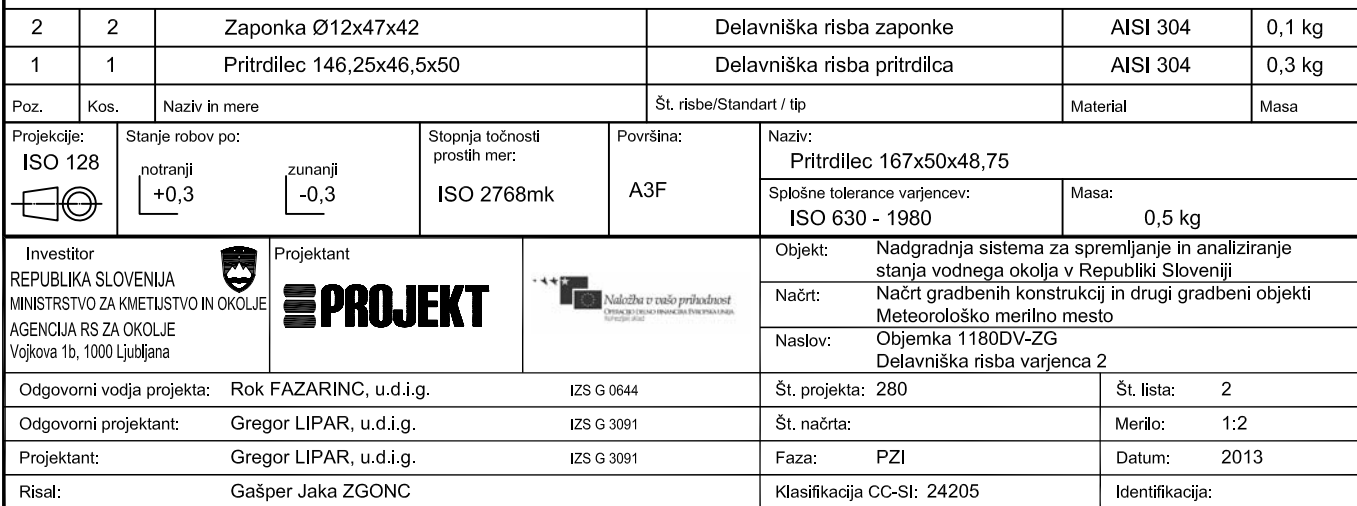 2 2 Zaponka Ø12x47x42 Delavniška risba zaponke AISI 304 0,1 kg
1 1 Pritrdilec 146,25x46,5x50 Delavniška risba pritrdilca AISI 304 0,3 kg
Poz. Kos. Naziv in mere Št. risbe/Standart / tip Material Masa
Projekcije:
ISO 128
Stanje robov po:
notranji
+0,3
zunanji
-0,3
Stopnja točnosti
prostih mer:
ISO 2768mk
Površina:
A3F
Naziv:
Pritrdilec 167x50x48,75
Splošne tolerance varjencev:
ISO 630 - 1980
Masa:
0,5 kg
Investitor
REPUBLIKA SLOVENIJA
MINISTRSTVO ZA KMETIJSTVO IN OKOLJE
AGENCIJA RS ZA OKOLJE
Vojkova 1b, 1000 Ljubljana
Projektant
PROJEKT
Naložba v vašo prihodnost
OPERACIJO DELNO FINANCIRA EVROPSKA UNIJA
Kohezijski sklad
Objekt: Nadgradnja sistema za spremljanje in analiziranje
stanja vodnega okolja v Republiki Sloveniji
Načrt: Načrt gradbenih konstrukcij in drugi gradbeni objekti
Meteorološko merilno mesto
Naslov: Objemka 1180DV-ZG
Delavniška risba varjenca 2
Odgovorni vodja projekta: Rok FAZARINC, u.d.i.g. IZS G 0644
Št. projekta: 280 Št. lista: 2
Odgovorni projektant: Gregor LIPAR, u.d.i.g. IZS G 3091
Št. načrta: Merilo: 1:2
Projektant: Gregor LIPAR, u.d.i.g. IZS G 3091
Faza: PZI Datum: 2013
Risal: Gašper Jaka ZGONC
Klasifikacija CC-SI: 24205 Identifikacija: